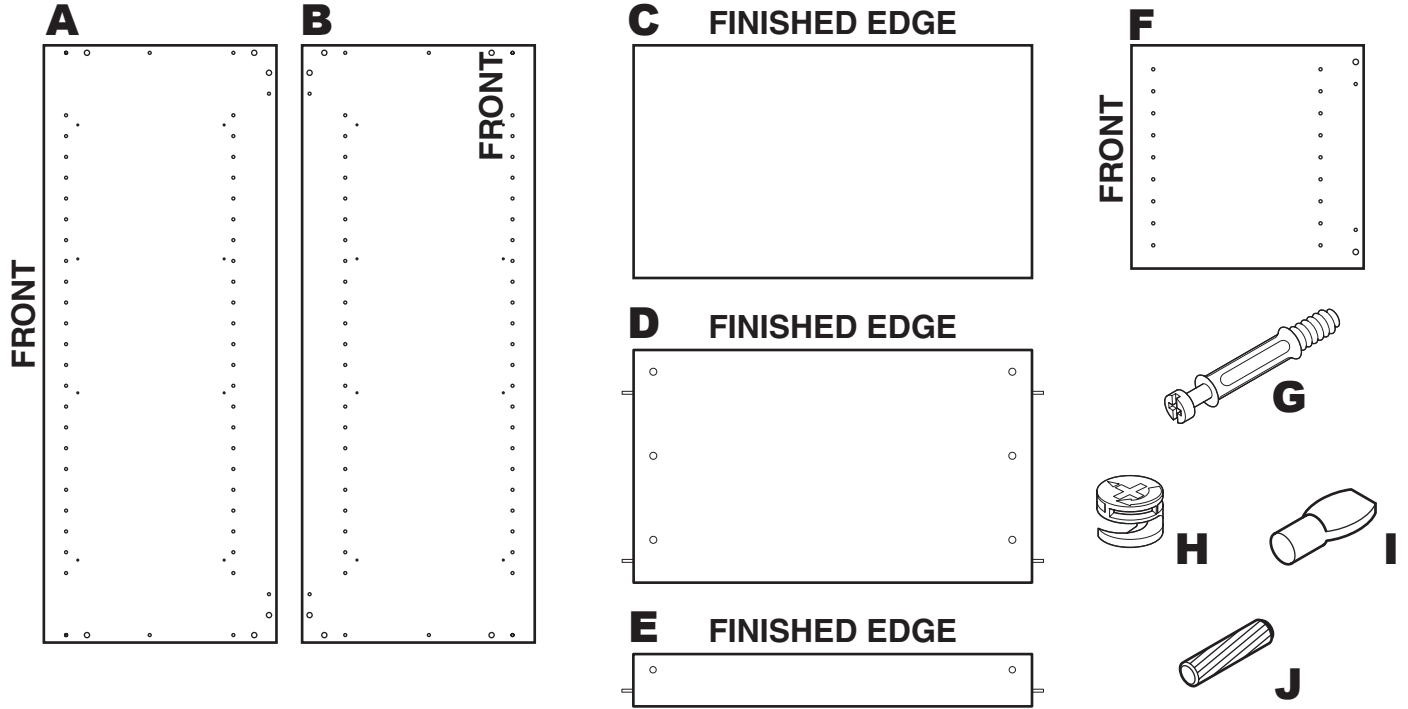 A
B
C FINISHED EDGE
F
FRONT
FRONT
FRONT
D FINISHED EDGE
G
H
I
E FINISHED EDGE
J